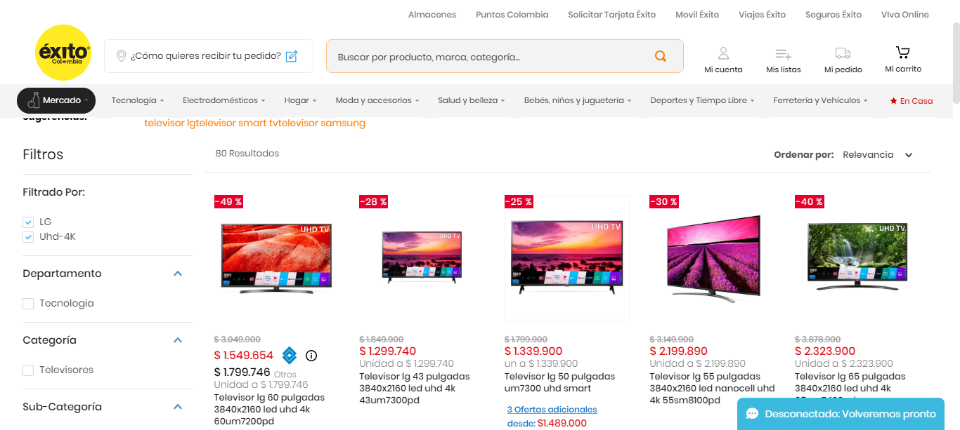 Almacenes Puntos Colombia Solicitar Tarjeta Éxito Movil Éxito Viajes Éxito Seguros Éxito VIva Online
éxito
Colombia
¿Cómo quieres recibir tu pedido?
Buscar por producto, marca, categoría...
Mi cuenta Mis listas Mi pedido Mi carrito
Mercado Tecnología Electrodomésticos Hogar Moda y accesorios Salud y belleza Bebés, niños y juguetería Deportes y Tiempo Libre Ferretería y Vehículos En Casa
Sugerencias: televisor lgtelevisor smart tvtelevisor samsung
Filtros
80 Resultados
Ordenar por: Relevancia
Filtrado Por:
LG
Uhd-4K
Departamento
Tecnologia
Categoría
Televisores
Sub-Categoría
-49 %
UHD TV
$ 3.049.900
$ 1.549.654
$ 1.799.746 Otros
Unidad a $ 1.799.746
Televisor lg 60 pulgadas
3840x2160 led uhd 4k
60um7200pd
-28 %
$ 1.849.900
$ 1.299.740
Unidad a $ 1.299.740
Televisor lg 43 pulgadas
3840x2160 led uhd 4k
43um7300pd
-25 %
UHD TV
$ 1.799.900
$ 1.339.900
un a $ 1.339.900
Televisor lg 50 pulgadas
um7300 uhd smart
3 Ofertas adicionales
desde: $1.489.000
-30 %
$ 3.149.900
$ 2.199.890
Unidad a $ 2.199.890
Televisor lg 55 pulgadas
3840x2160 led nanocell uhd
4k 55sm8100pd
-40 %
UHD TV
$ 3.878.900
$ 2.323.900
Unidad a $ 2.323.900
Televisor lg 65 pulgadas
3840x2160 led uhd 4k
Desconectado: Volveremos pronto